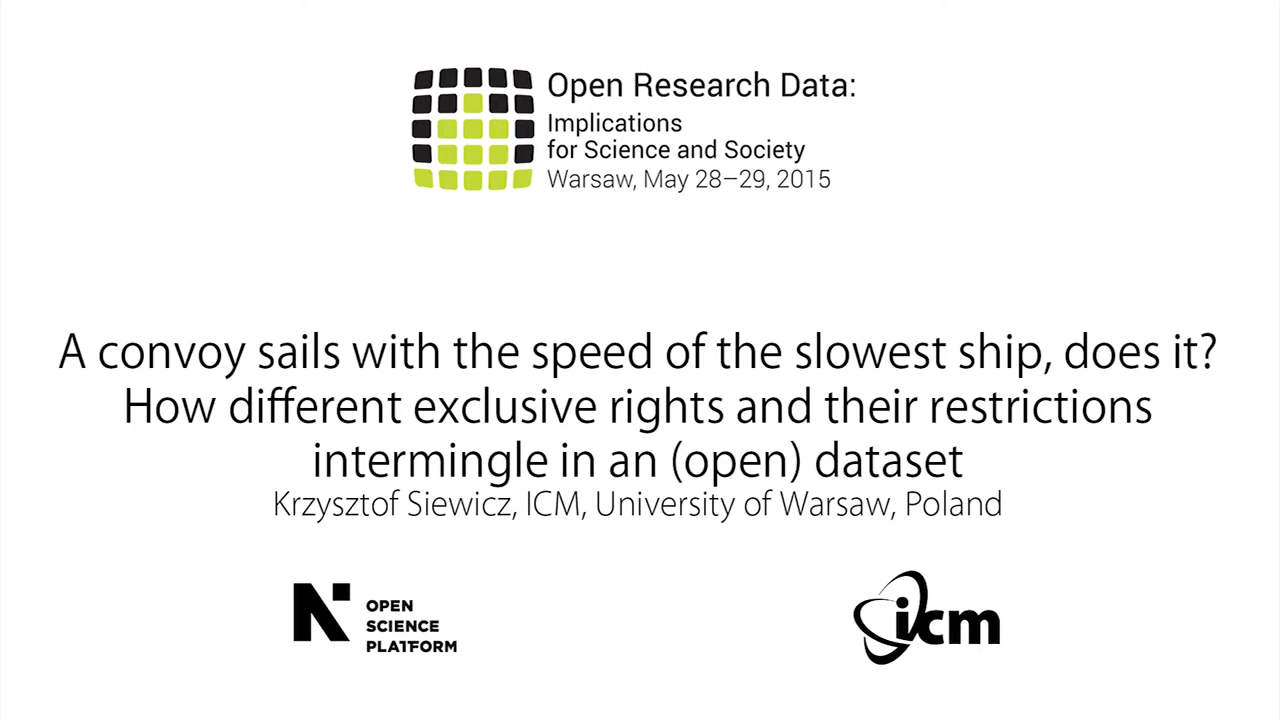 Open Research Data:
Implications
for Science and Society
Warsaw, May 28–29, 2015
A convoy sails with the speed of the slowest ship, does it?
How different exclusive rights and their restrictions
intermingle in an (open) dataset
Krzysztof Siewicz, ICM, University of Warsaw, Poland
OPEN
SCIENCE
PLATFORM
icm